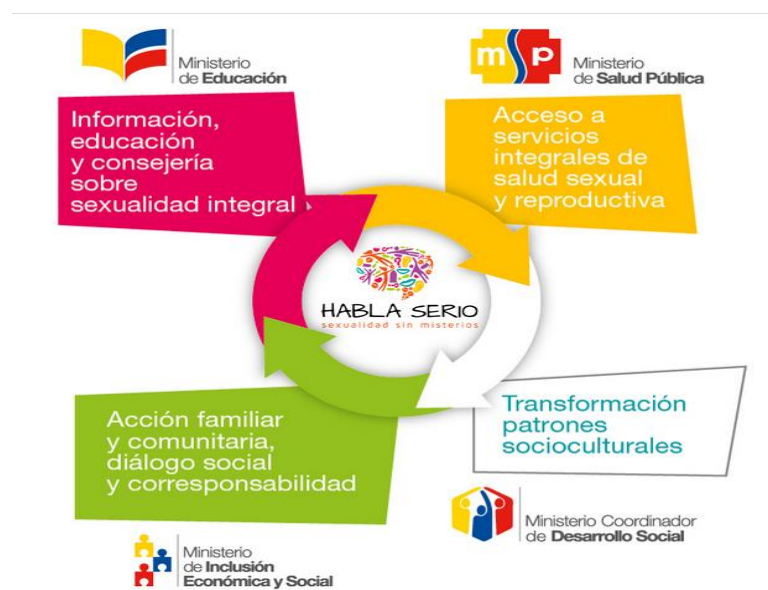 Ministerio
de Educación
Información,
educación
y consejería
sobre
sexualidad integral
msp
Ministerio
de Salud Pública
Acceso a
servicios
integrales de
salud sexual
y reproductiva
HABLA SERIO
sexualidad sin misterios
Acción familiar
y comunitaria,
diálogo social
y corresponsabilidad
Ministerio
de Inclusión
Económica y Social
Transformación
patrones
socioculturales
Ministerio Coordinador
de Desarrollo Social